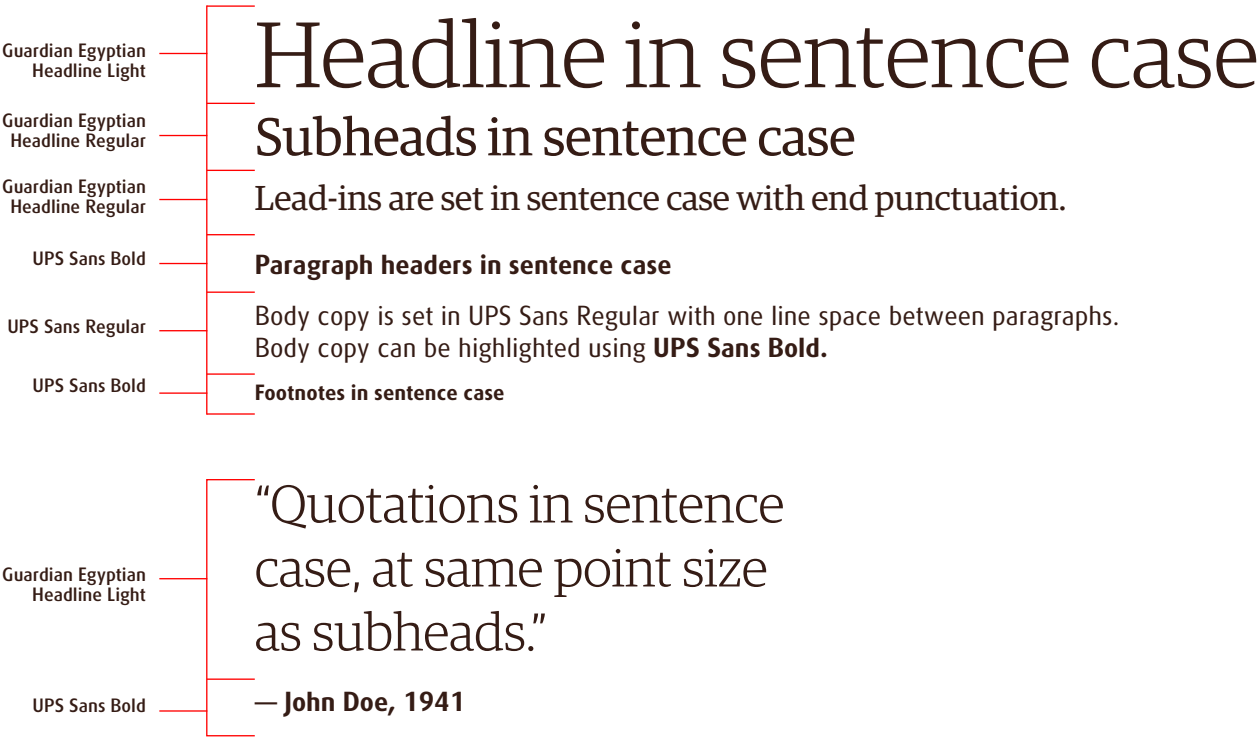 Guardian Egyptian
Headline Light
Headline in sentence case
Guardian Egyptian
Headline Regular
Subheads in sentence case
Guardian Egyptian
Headline Regular
Lead-ins are set in sentence case with end punctuation.
UPS Sans Bold
Paragraph headers in sentence case
UPS Sans Regular
Body copy is set in UPS Sans Regular with one line space between paragraphs.
Body copy can be highlighted using UPS Sans Bold.
UPS Sans Bold
Footnotes in sentence case
Guardian Egyptian
Headline Light
“Quotations in sentence
case, at same point size
as subheads.”
UPS Sans Bold
— John Doe, 1941